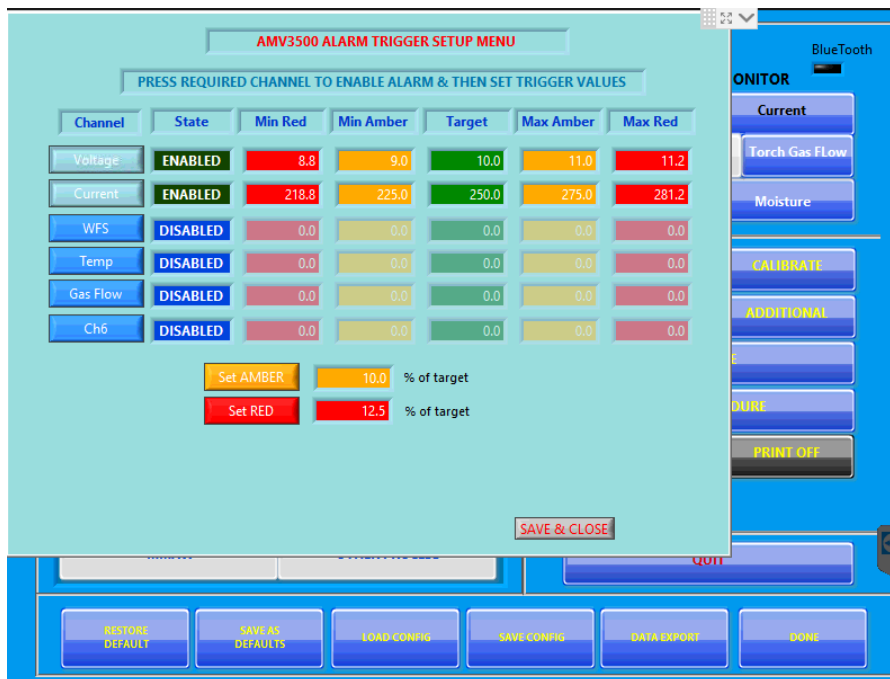 AMV3500 ALARM TRIGGER SETUP MENU
BlueTooth
PRESS REQUIRED CHANNEL TO ENABLE ALARM & THEN SET TRIGGER VALUES
ONITOR
Channel State Min Red Min Amber Target Max Amber Max Red
Current
Voltage ENABLED 8.8 9.0 10.0 11.0 11.2
Torch Gas FLow
Current ENABLED 218.8 225.0 250.0 275.0 281.2
Moisture
WFS DISABLED 0.0 0.0 0.0 0.0 0.0
Temp DISABLED 0.0 0.0 0.0 0.0 0.0
CALIBRATE
Gas Flow DISABLED 0.0 0.0 0.0 0.0 0.0
ADDITIONAL
Ch6 DISABLED 0.0 0.0 0.0 0.0 0.0
E
Set AMBER 10.0 % of target
Set RED 12.5 % of target
DURE
PRINT OFF
SAVE & CLOSE
QUIT
RESTORE DEFAULT
SAVE AS DEFAULTS
LOAD CONFIG
SAVE CONFIG
DATA EXPORT
DONE